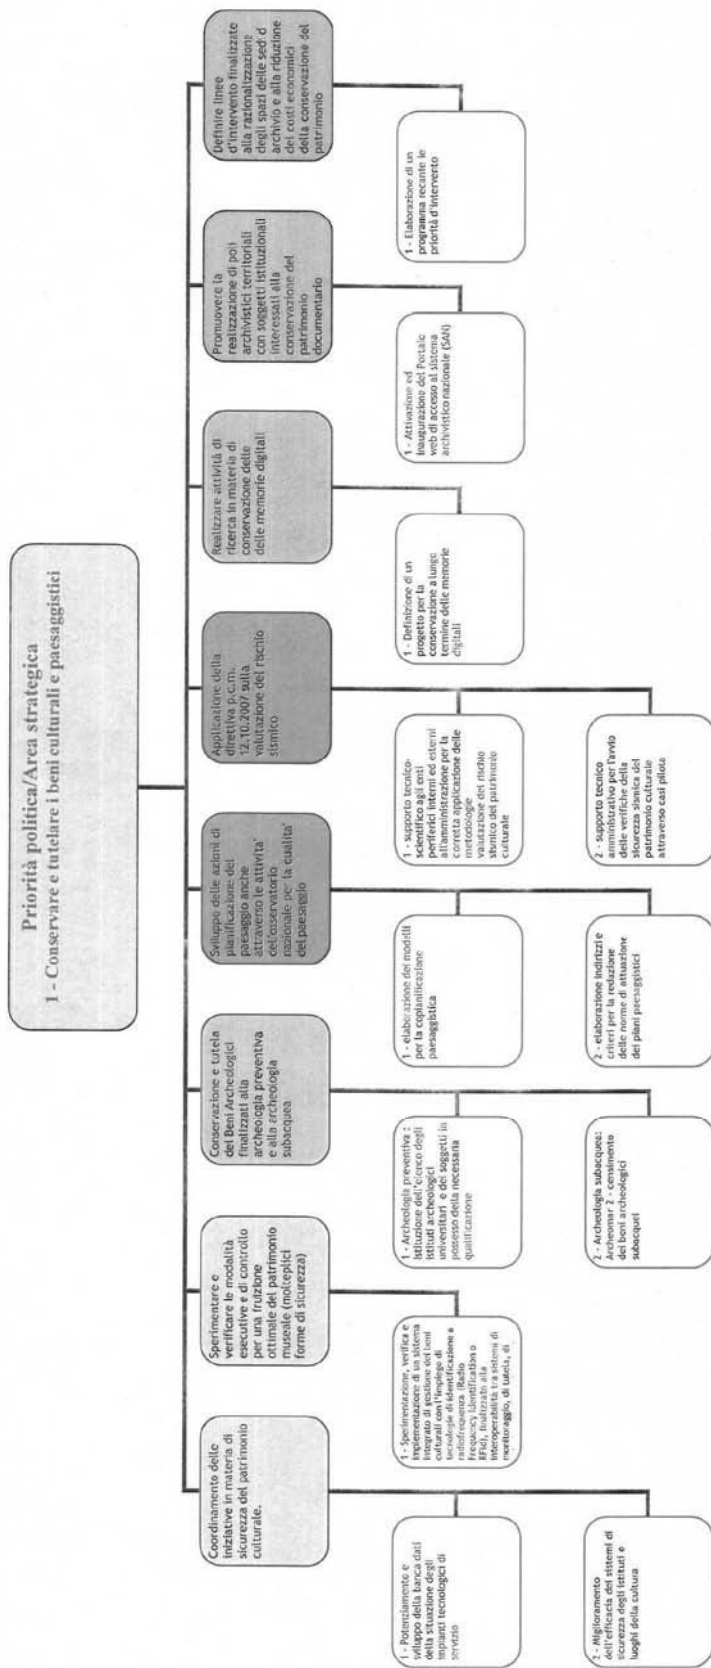 Priorità politica/Area strategica
1 - Conservare e tutelare i beni culturali e paesaggistici
Coordinamento delle
iniziative in materia di
sicurezza del patrimonio
culturale.
1 - Potenziamento e
sviluppo della banca dati
della situazione degli
impianti tecnologici di
servizio
2 - Miglioramento
dell'efficacia dei sistemi di
sicurezza degli istituti e
luoghi della cultura
Sperimentare e
verificare le modalità
esecutive e di controllo
per una fruizione
ottimale del patrimonio
museale (molteplici
forme di sicurezza)
1 - Sperimentazione, verifica e
implementazione di un sistema
integrato di gestione dei beni
culturali con l'impiego di
tecnologie di identificazione a
radiofrequenza (Radio
Frequency Identification o
RFid), finalizzato alla
interoperabilità tra sistemi di
monitoraggio, di tutela, di
Conservazione e tutela
dei Beni Archeologici
finalizzati alla
archeologia preventiva
e alla archeologia
subacquea
1 - Archeologia preventiva :
istituzione dell'elenco degli
istituti archeologici
universitari e dei soggetti in
possesso della necessaria
qualificazione
2 - Archeologia subacquea:
Archeomar 2 - censimento
dei beni archeologici
subacquei
Sviluppo delle azioni di
pianificazione del
paesaggio anche
attraverso le attivita'
del'osservatorio
nazionale per la qualita'
del paesaggio
1 - elaborazione dei modelli
per la copianificazione
paesaggistica
2 - elaborazione indirizzi e
criteri per la redazione
delle norme di attuazione
dei piani paesaggistici
Applicazione della
direttiva p.c.m.
12.10.2007 sulla
valutazione del rischio
sismico
1 - supporto tecnico-
scientifico agli enti
periferici interni ed esterni
all'amministrazione per la
corretta applicazione delle
metodologie
valutazione del rischio
sismico del patrimonio
culturale
2 - supporto tecnico
amministrativo per l'avvio
delle verifiche della
sicurezza sismica del
patrimonio culturale
attraverso casi pilota
Realizzare attività di
ricerca in materia di
conservazione delle
delle memorie digitali
1 - Definizione di un
progetto per la
conservazione a lungo
termine delle memorie
digitali
Promuovere la
realizzazione di poli
archivistici territoriali
con soggetti istituzionali
interessati alla
conservazione del
patrimonio
documentario
1 - Attivazione ed
inaugurazione del Portale
web di accesso al sistema
archivistico nazionale (SAN)
Definire linee
d'intervento finalizzate
alla razionalizzazione
degli spazi delle sedi d
archivio e alla riduzione
dei costi economici
della conservazione del
patrimonio
1 - Elaborazione di un
programma recante le
priorità d'intervento